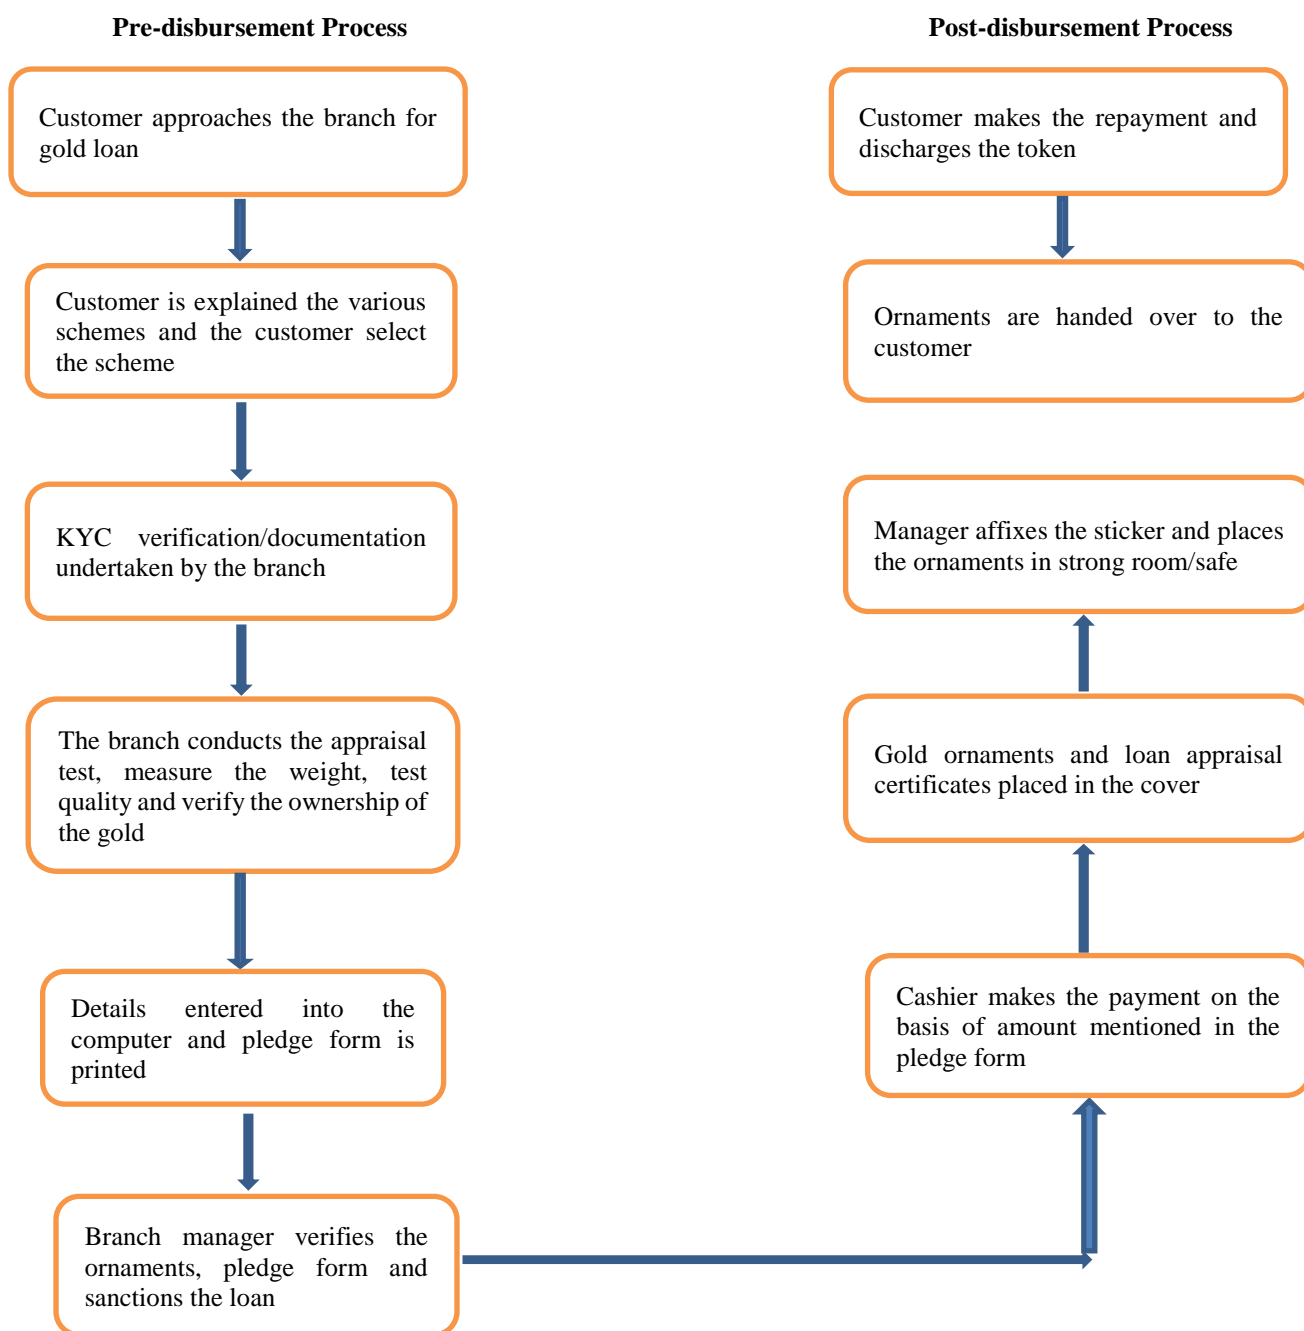 Pre-disbursement Process
Customer approaches the branch for
gold loan
Customer is explained the various
schemes and the customer select
the scheme
KYC verification/documentation
undertaken by the branch
The branch conducts the appraisal
test, measure the weight, test
quality and verify the ownership of
the gold
Details entered into the
computer and pledge form is
printed
Branch manager verifies the
ornaments, pledge form and
sanctions the loan
Post-disbursement Process
Customer makes the repayment and
discharges the token
Ornaments are handed over to the
customer
Manager affixes the sticker and places
the ornaments in strong room/safe
Gold ornaments and loan appraisal
certificates placed in the cover
Cashier makes the payment on the
basis of amount mentioned in the
pledge form